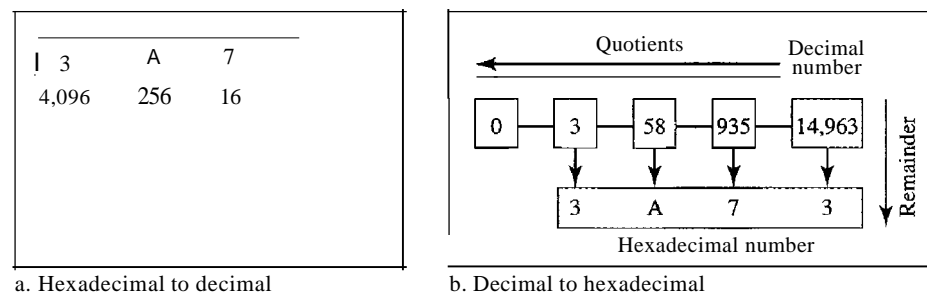 3 A 7
4,096 256 16
a. Hexadecimal to decimal
Quotients
Decimal
number
0 3 58 935 14,963
Remainder
3 A 7 3
Hexadecimal number
b. Decimal to hexadecimal